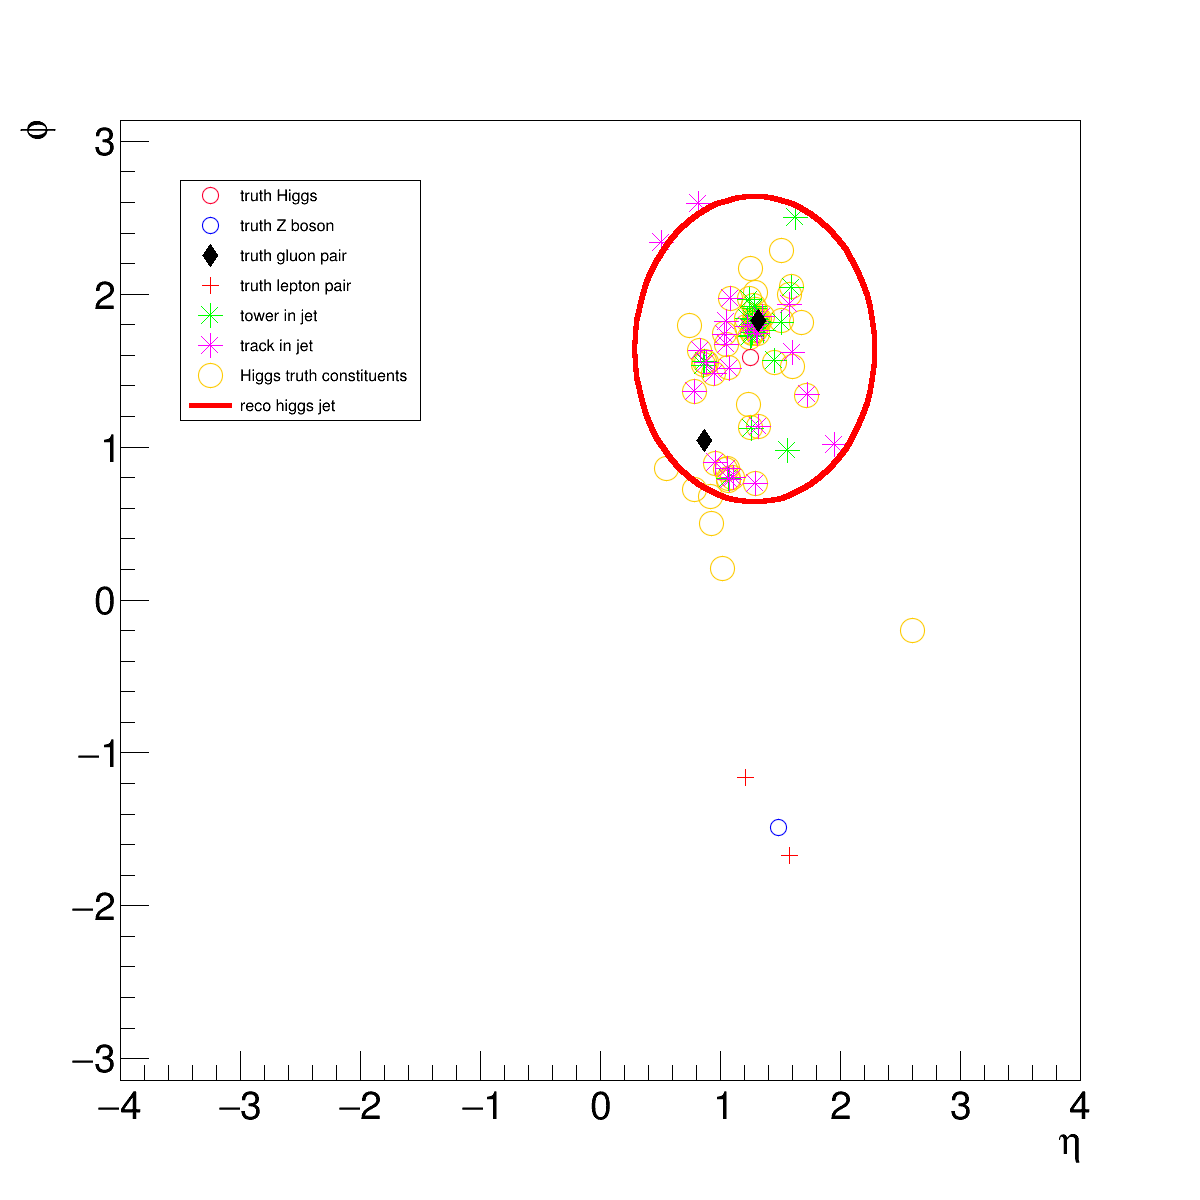 ϕ
3
truth Higgs
truth Z boson
truth gluon pair
truth lepton pair
tower in jet
track in jet
Higgs truth constituents
reco higgs jet
2
1
0
−1
−2
−3
−4 −3 −2 −1 0 1 2 3 4
η